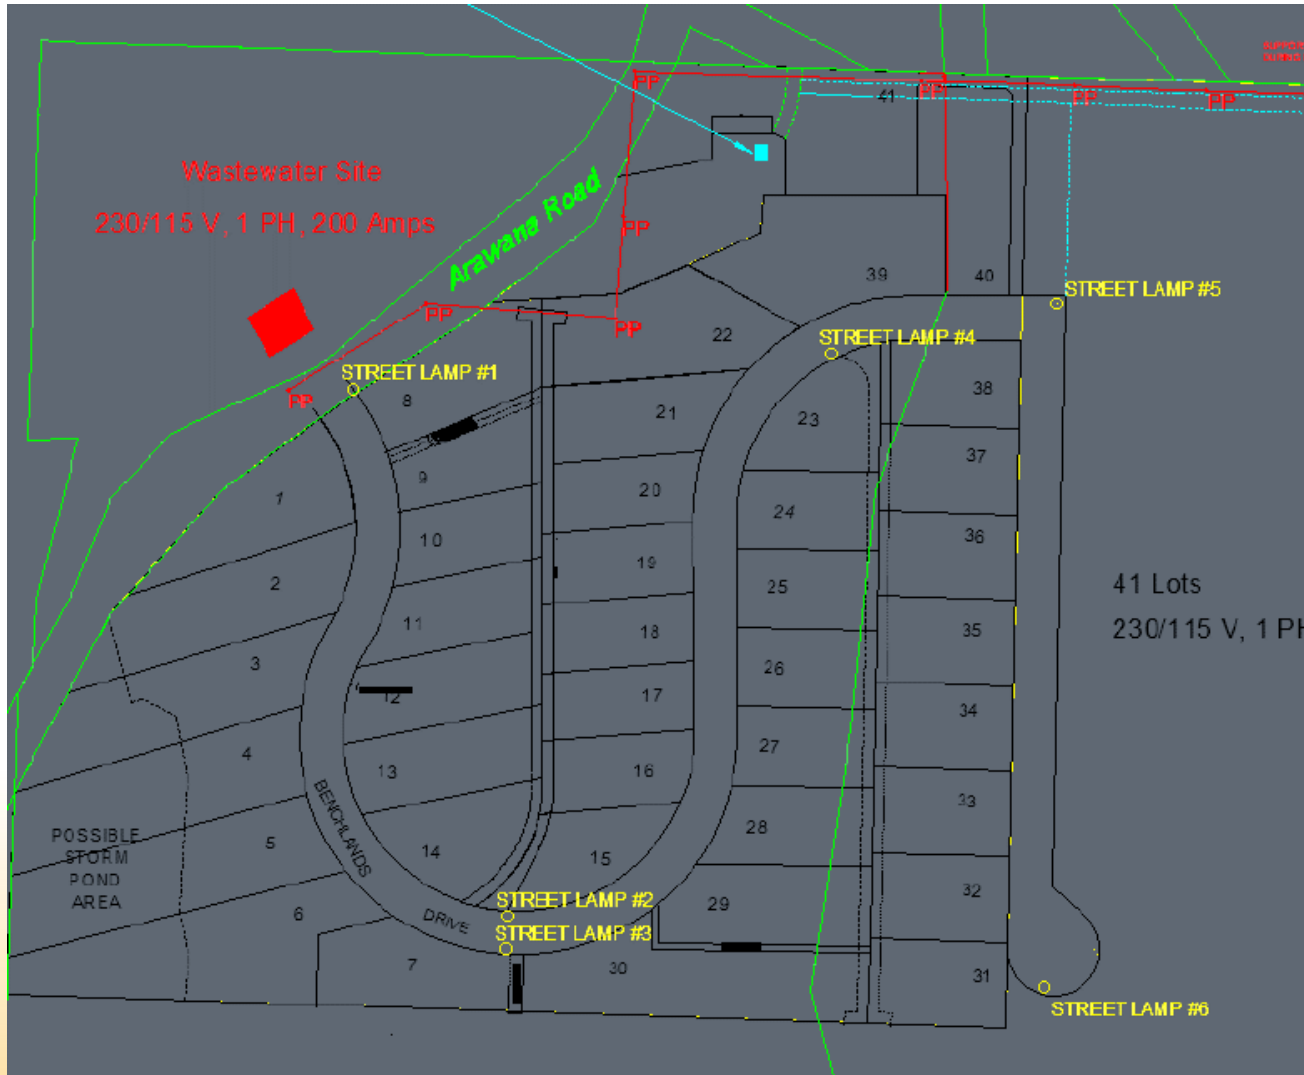 SUPPOR
DURING
PP
41
PP
PP
PP
Wastewater Site
230/115 V, 1 PH, 200 Amps
Arawana Road
PP
39
40
STREET LAMP #5
PP
PP
22
STREET LAMP #4
STREET LAMP #1
PP
8
38
21
23
37
9
1
20
24
10
36
19
25
2
41 Lots
11
18
35
230/115 V, 1 PH
3
26
12
17
34
4
27
13
16
33
BENCHLANDS
5
28
POSSIBLE
STORM
POND
AREA
14
15
32
STREET LAMP #2
29
6
DRIVE
STREET LAMP #3
7
30
31
STREET LAMP #6